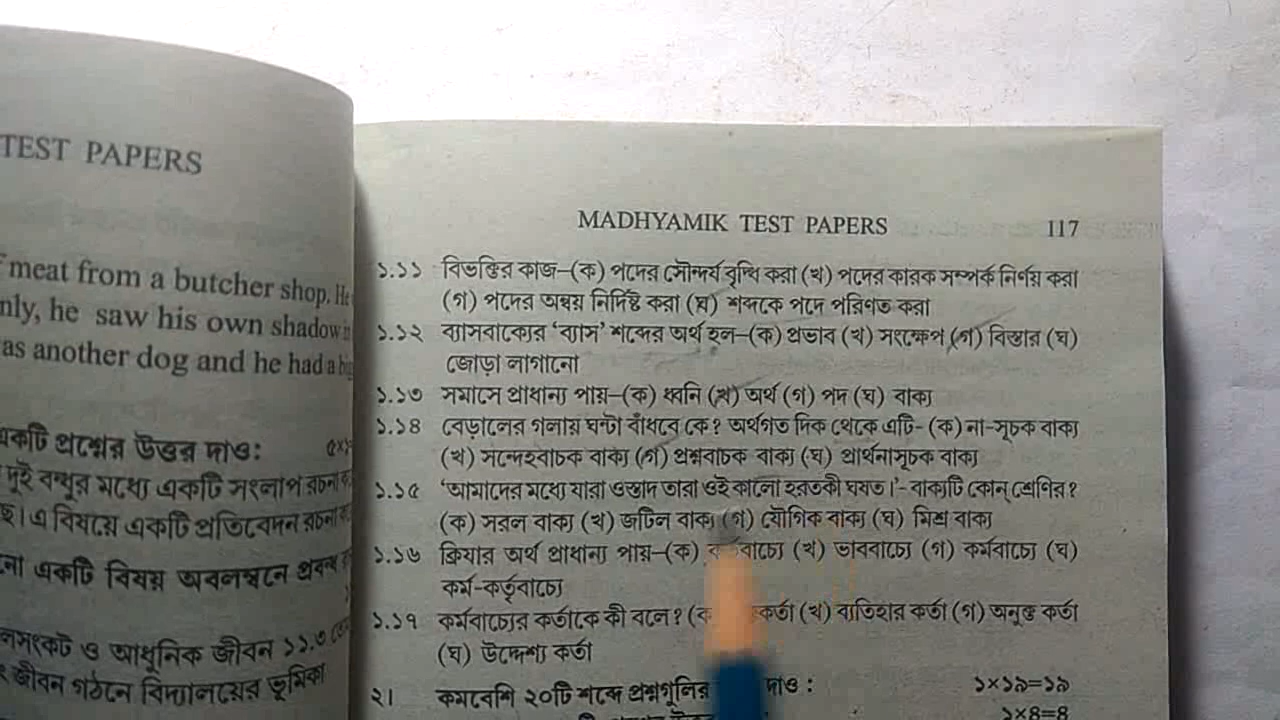 TEST PAPERS
meat from a butcher shop. He
nly, he saw his own shadow
as another dog and he had a
একটি প্রশ্নের উত্তর দাও:
দুই বন্ধুর মধ্যে একটি সংলাপ রচনা
এ বিষয়ে একটি প্রতিবেদন রচনা
একটি বিষয় অবলম্বনে প্রবন্ধ
ও আধুনিক জীবন ১১.৩
জীবন গঠনে বিদ্যালয়ের ভূমিকা
MADHYAMIK TEST PAPERS 117
১.১১ বিভক্তির কাজ–(ক) পদের সৌন্দর্য বৃদ্ধি করা (খ) পদের কারক সম্পর্ক নির্ণয় করা
(গ) পদের অন্বয় নির্দিষ্ট করা (ঘ) শব্দকে পদে পরিণত করা
১.১২ ব্যাসবাক্যের ‘ব্যাস’ শব্দের অর্থ হল–(ক) প্রভাব (খ) সংক্ষেপ (গ) বিস্তার (ঘ)
জোড়া লাগানো
১.১৩ সমাসে প্রাধান্য পায়–(ক) ধ্বনি (খ) অর্থ (গ) পদ (ঘ) বাক্য
১.১৪ বেড়ালের গলায় ঘন্টা বাঁধবে কে? অর্থগত দিক থেকে এটি- (ক) না-সূচক বাক্য
(খ) সন্দেহবাচক বাক্য (গ) প্রশ্নবাচক বাক্য (ঘ) প্রার্থনাসূচক বাক্য
১.১৫ ‘আমাদের মধ্যে যারা ওস্তাদ তারা ওই কালো হরতকী ঘষত।’- বাক্যটি কোন্ শ্রেণির?
(ক) সরল বাক্য (খ) জটিল বাক্য (গ) যৌগিক বাক্য (ঘ) মিশ্র বাক্য
১.১৬ ক্রিয়ার অর্থ প্রাধান্য পায়–(ক) (খ) ভাববাচ্যে (গ) কর্মবাচ্যে (ঘ)
কর্ম-কর্তৃবাচ্যে
১.১৭ কর্মবাচ্যের কর্তাকে কী বলে? (ক কর্তা (খ) ব্যতিহার কর্তা (গ) অনুক্ত কর্তা
(ঘ) উদ্দেশ্য কর্তা
২। কমবেশি ২০টি শব্দে প্রশ্নগুলির দাও : ১×১৯=১৯
১×৪=৪